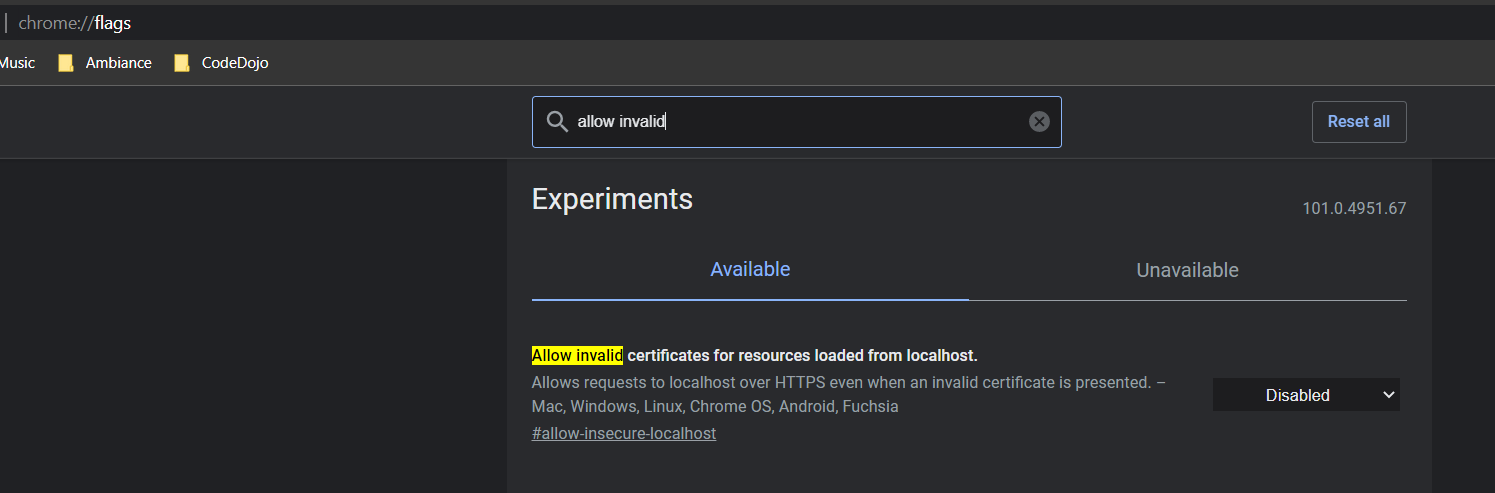 chrome://flags
Music Ambiance CodeDojo
allow invalid Reset all
Experiments
101.0.4951.67
Available Unavailable
Allow invalid certificates for resources loaded from localhost.
Allows requests to localhost over HTTPS even when an invalid certificate is presented. –
Mac, Windows, Linux, Chrome OS, Android, Fuchsia
Disabled
#allow-insecure-localhost